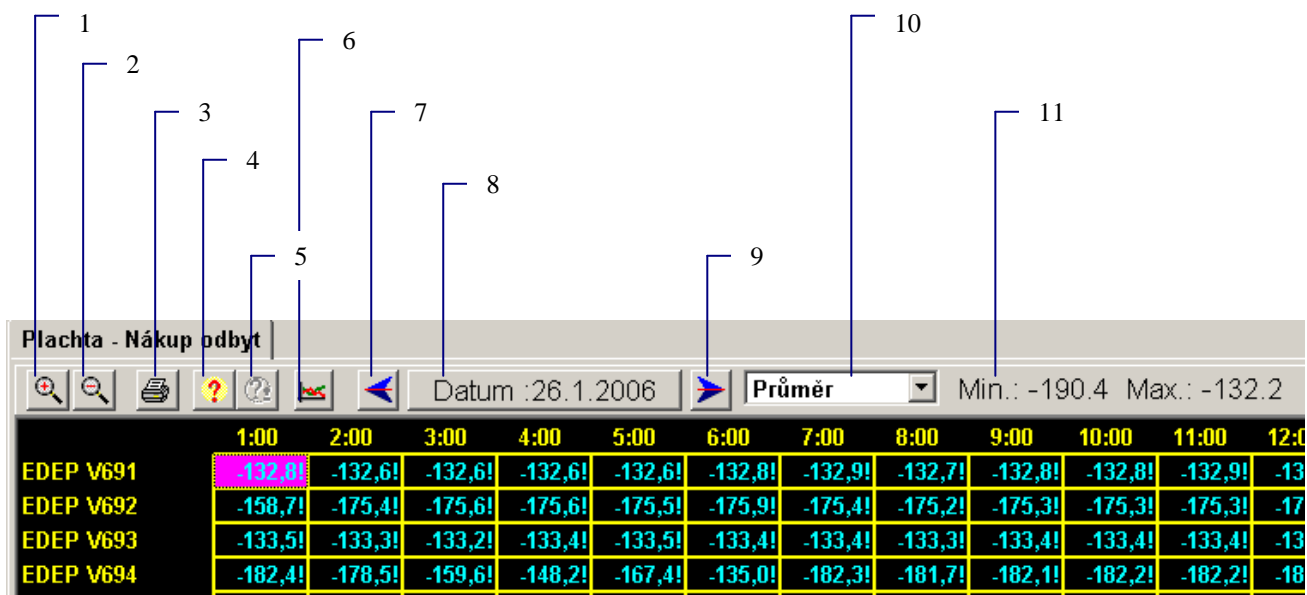 1 10
6
2
3 7 11
4
8
5 9
Plachta - Nákup odbyt
? ? Datum :26.1.2006 Průměr Min.: -190.4 Max.: -132.2
1:00 2:00 3:00 4:00 5:00 6:00 7:00 8:00 9:00 10:00 11:00 12:0
EDEP V691 -132,8! -132,6! -132,6! -132,6! -132,6! -132,8! -132,9! -132,7! -132,8! -132,8! -132,9! -13
EDEP V692 -158,7! -175,4! -175,6! -175,6! -175,5! -175,9! -175,4! -175,2! -175,3! -175,3! -175,3! -17
EDEP V693 -133,5! -133,3! -133,2! -133,4! -133,5! -133,4! -133,4! -133,3! -133,4! -133,4! -133,4! -13
EDEP V694 -182,4! -178,5! -159,6! -148,2! -167,4! -135,0! -182,3! -181,7! -182,1! -182,2! -182,2! -18